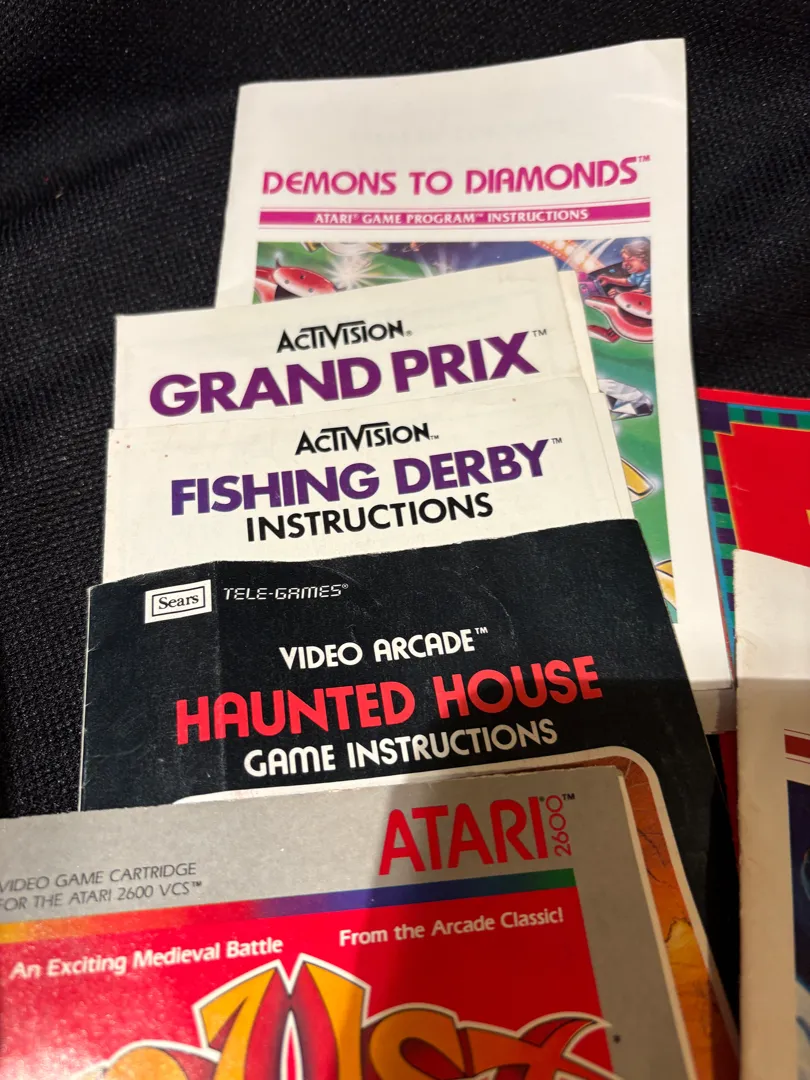 DEMONS TO DIAMONDS™
ATARI® GAME PROGRAM™ INSTRUCTIONS
ACTIVISION®
GRAND PRIX™
ACTIVISION™
FISHING DERBY™
INSTRUCTIONS
Sears TELE-GAMES®
VIDEO ARCADE™
HAUNTED HOUSE
GAME INSTRUCTIONS
ATARI® 2600™
VIDEO GAME CARTRIDGE
FOR THE ATARI 2600 VCS™
An Exciting Medieval Battle
From the Arcade Classic!